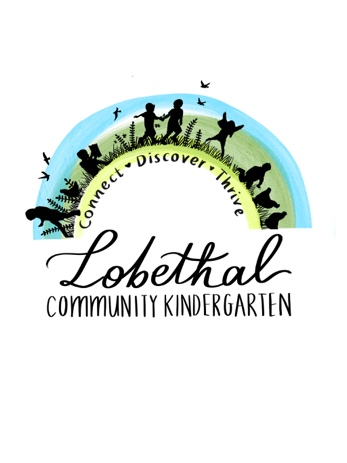 Connect • Discover • Thrive
Lobethal
COMMUNITY KINDERGARTEN